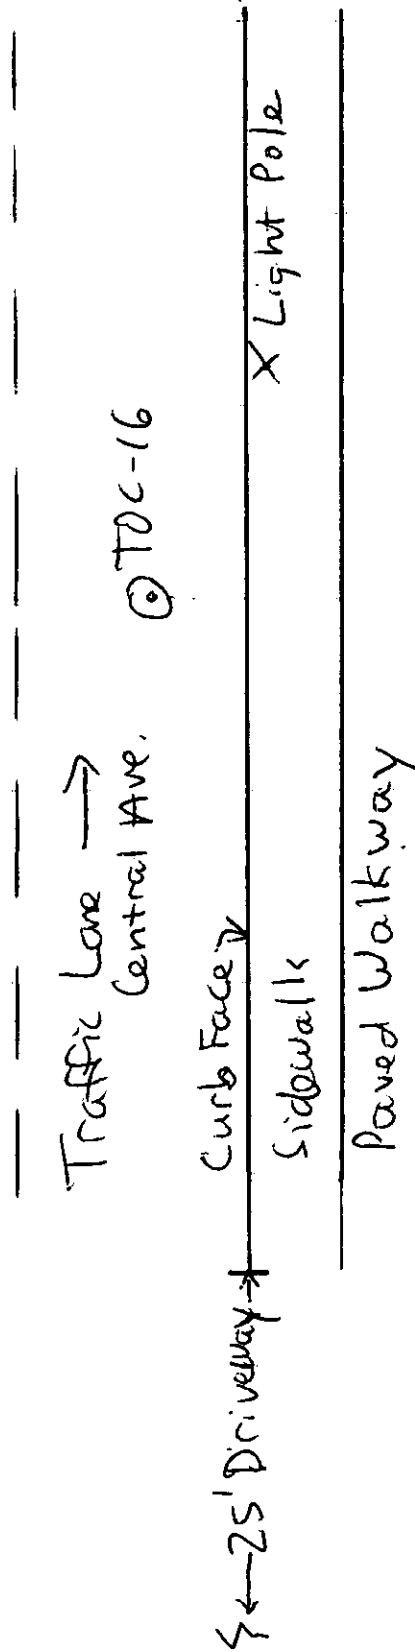 Traffic Lane →
Central Ave.
TOC-16
Curb Face
X Light Pole
Sidewalk
← 25' Driveway →
Paved Walkway